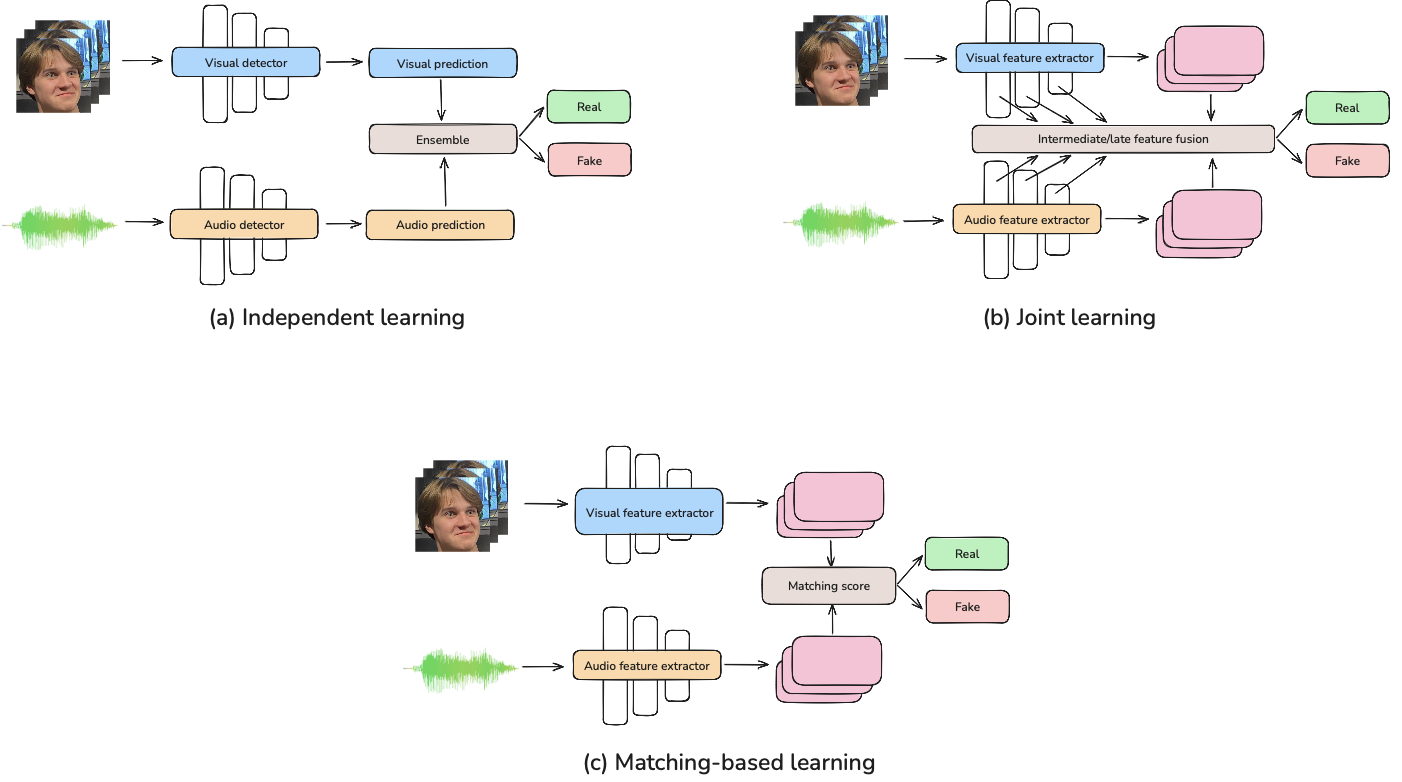 Visual detector
Visual prediction
Ensemble
Real
Fake
Audio detector
Audio prediction
(a) Independent learning
Visual feature extractor
Intermediate/late feature fusion
Real
Fake
Audio feature extractor
(b) Joint learning
Visual feature extractor
Matching score
Real
Fake
Audio feature extractor
(c) Matching-based learning